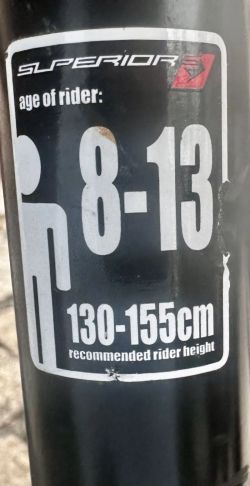 SUPERIOR
age of rider:
8-13
130-155cm
recommended rider height